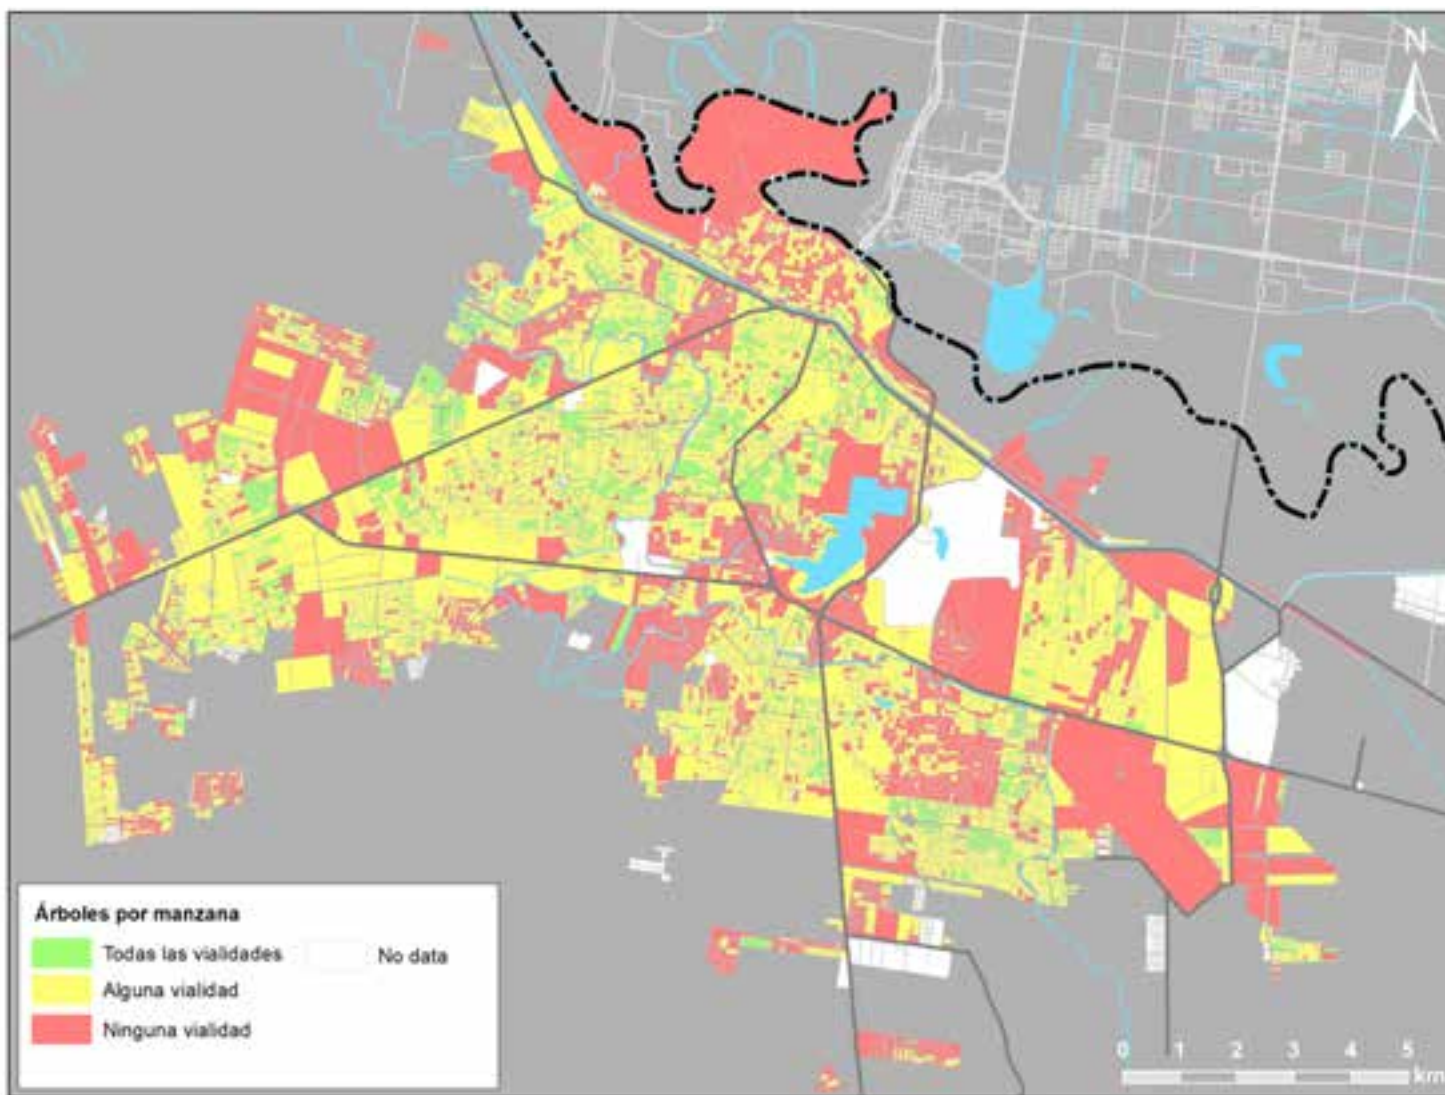 N
Árboles por manzana
Todas las vialidades
No data
Alguna vialidad
Ninguna vialidad
0 1 2 3 4 5
km